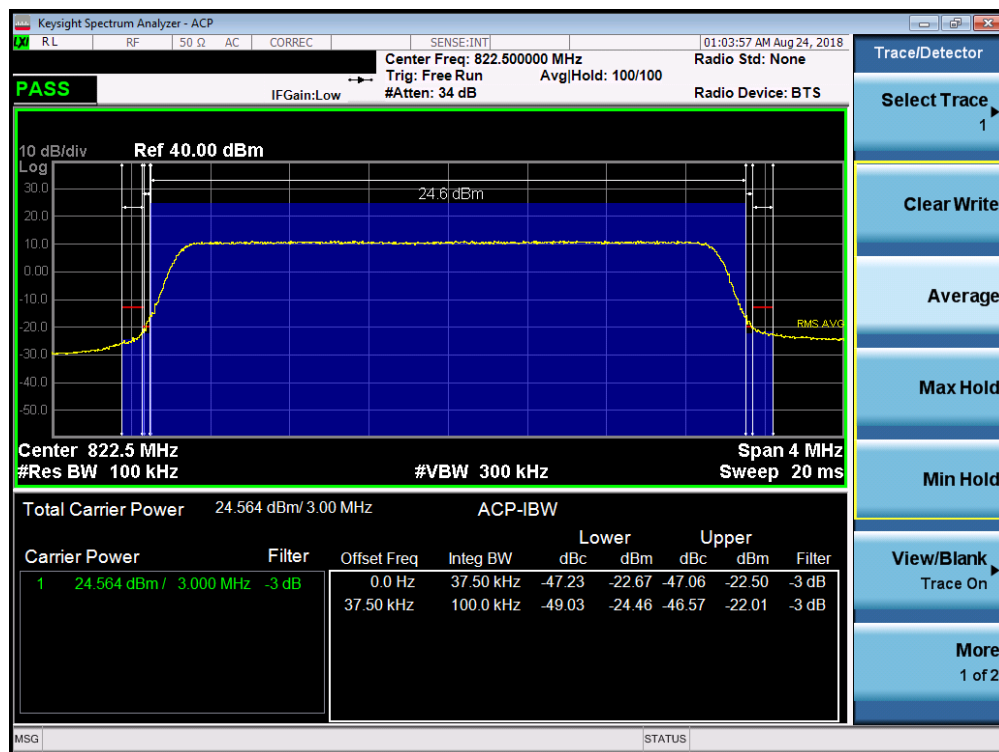 Keysight Spectrum Analyzer - ACP
LXI RL RF 50 Ω AC CORREC SENSE:INT 01:03:57 AM Aug 24, 2018
Center Freq: 822.500000 MHz Radio Std: None
Trig: Free Run Avg|Hold: 100/100
PASS IFGain:Low #Atten: 34 dB Radio Device: BTS
10 dB/div Ref 40.00 dBm
Log
30.0
24.6 dBm
20.0
10.0
0.00
-10.0
-20.0
RMS AVG
-30.0
-40.0
-50.0
Center 822.5 MHz Span 4 MHz
#Res BW 100 kHz #VBW 300 kHz Sweep 20 ms
Total Carrier Power 24.564 dBm/ 3.00 MHz ACP-IBW
Lower Upper
Carrier Power Filter Offset Freq Integ BW dBc dBm dBc dBm Filter
1 24.564 dBm / 3.000 MHz -3 dB 0.0 Hz 37.50 kHz -47.23 -22.67 -47.06 -22.50 -3 dB
37.50 kHz 100.0 kHz -49.03 -24.46 -46.57 -22.01 -3 dB
MSG STATUS
Trace/Detector
Select Trace
1
Clear Write
Average
Max Hold
Min Hold
View/Blank
Trace On
More
1 of 2